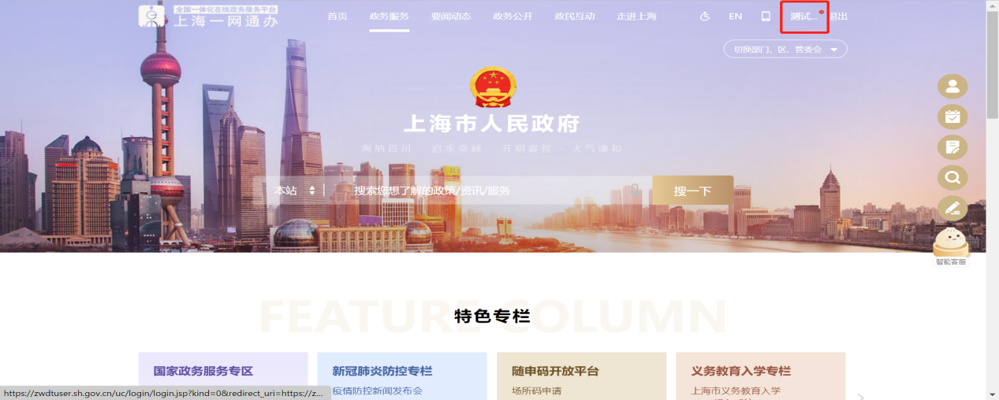 全国一体化在线政务服务平台
上海一网通办
首页 政务服务 要闻动态 政务公开 政民互动 走进上海 EN 测试... 退出
切换部门、区、管委会
上海市人民政府
海纳百川 · 追求卓越 · 开明睿智 · 大气谦和
本站 搜索您想了解的政策/资讯/服务 搜一下
智能客服
FEATURE COLUMN
特色专栏
国家政务服务专区 新冠肺炎防控专栏 随申码开放平台 义务教育入学专栏
疫情防控新闻发布会 场所码申请 上海市义务教育入学
https://zwdtuser.sh.gov.cn/uc/login/login.jsp?kind=0&redirect_uri=https://z...